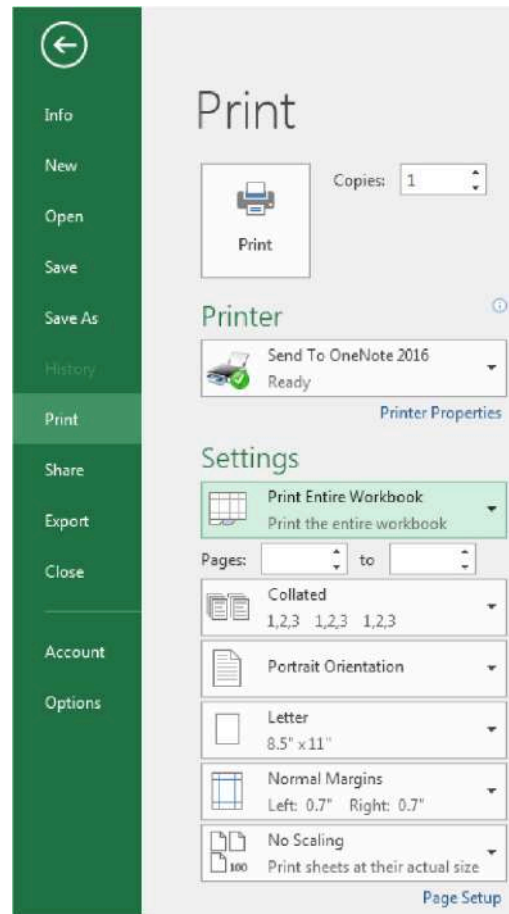 Info
New
Open
Save
Save As
History
Print
Share
Export
Close
Account
Options
Print
Copies: 1
Print
Printer
Send To OneNote 2016
Ready
Printer Properties
Settings
Print Entire Workbook
Print the entire workbook
Pages: to
Collated
1,2,3 1,2,3 1,2,3
Portrait Orientation
Letter
8.5" x 11"
Normal Margins
Left: 0.7" Right: 0.7"
No Scaling
100 Print sheets at their actual size
Page Setup